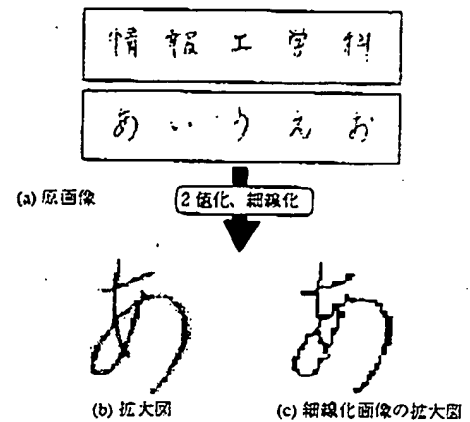 情報工学科
あいうえお
(a) 原画像
2値化、細線化
あ
あ
(b) 拡大図
(c) 細線化画像の拡大図